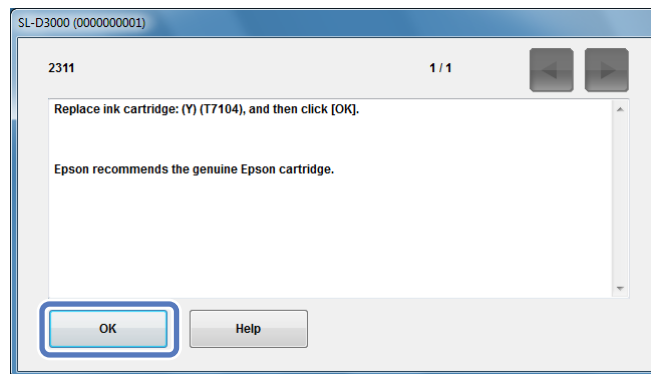 SL-D3000 (0000000001)
2311 1 / 1
Replace ink cartridge: (Y) (T7104), and then click [OK].
Epson recommends the genuine Epson cartridge.
OK Help